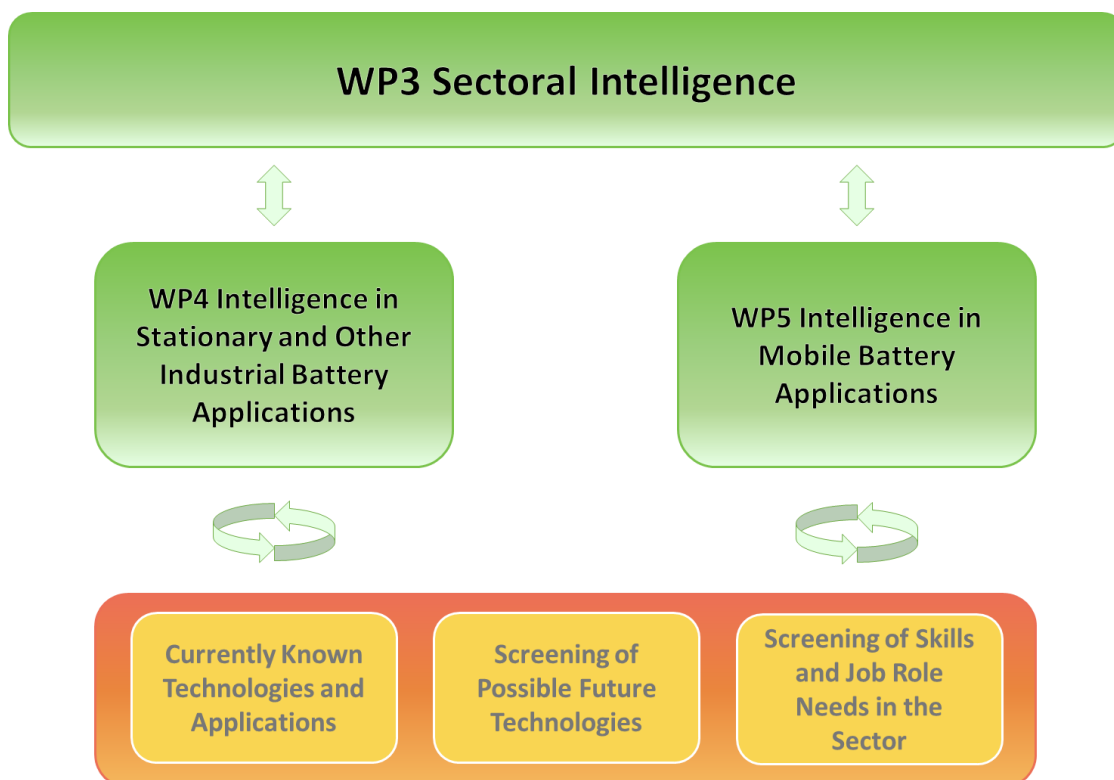 WP3 Sectoral Intelligence
WP4 Intelligence in
Stationary and Other
Industrial Battery
Applications
WP5 Intelligence in
Mobile Battery
Applications
Currently Known
Technologies and
Applications
Screening of
Possible Future
Technologies
Screening of Skills
and Job Role
Needs in the
Sector